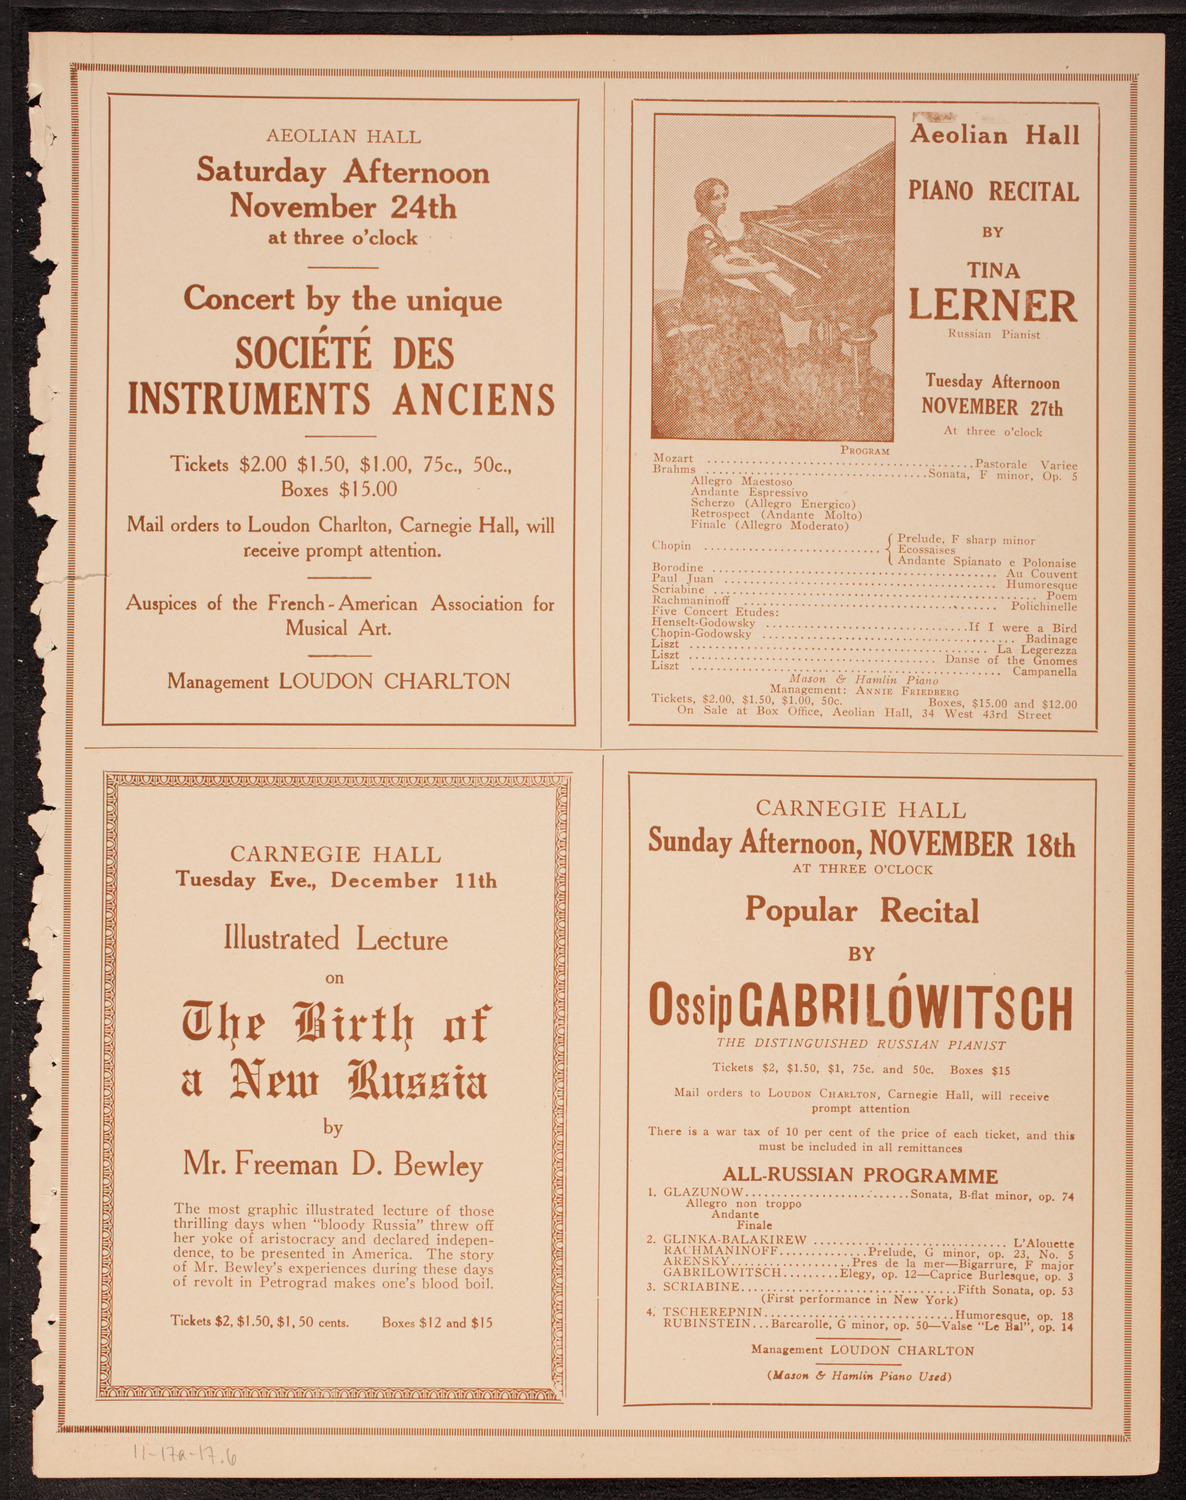 AEOLIAN HALL
Saturday Afternoon
November 24th
at three o'clock
Concert by the unique
SOCIÉTÉ DES
INSTRUMENTS ANCIENS
Tickets $2.00 $1.50, $1.00, 75c., 50c.,
Boxes $15.00
Mail orders to Loudon Charlton, Carnegie Hall, will
receive prompt attention.
Auspices of the French-American Association for
Musical Art.
Management LOUDON CHARLTON
Aeolian Hall
PIANO RECITAL
BY
TINA
LERNER
Russian Pianist
Tuesday Afternoon
NOVEMBER 27th
At three o'clock
PROGRAM
Mozart ........................................ Pastorale Variee
Brahms ........................................ Sonata, F minor, Op. 5
Allegro Maestoso
Andante Espressivo
Scherzo (Allegro Energico)
Retrospect (Andante Molto)
Finale (Allegro Moderato)
Chopin ............................. { Prelude, F sharp minor
Ecossaises
Andante Spianato e Polonaise
Borodine ........................................ Au Couvent
Paul Juan ........................................ Humoresque
Scriabine ........................................ Poem
Rachmaninoff ........................................ Polichinelle
Five Concert Etudes:
Henselt-Godowsky .............................. If I were a Bird
Chopin-Godowsky ........................................ Badinage
Liszt ........................................ La Legerezza
Liszt ........................................ Danse of the Gnomes
Liszt ........................................ Campanella
Mason & Hamlin Piano
Management: ANNIE FRIEDBERG
Tickets, $2.00, $1.50, $1.00, 50c. Boxes, $15.00 and $12.00
On Sale at Box Office, Aeolian Hall, 34 West 43rd Street
CARNEGIE HALL
Tuesday Eve., December 11th
Illustrated Lecture
on
The Birth of
a New Russia
by
Mr. Freeman D. Bewley
The most graphic illustrated lecture of those
thrilling days when "bloody Russia" threw off
her yoke of aristocracy and declared indepen-
dence, to be presented in America. The story
of Mr. Bewley's experiences during these days
of revolt in Petrograd makes one's blood boil.
Tickets $2, $1.50, $1, 50 cents. Boxes $12 and $15
CARNEGIE HALL
Sunday Afternoon, NOVEMBER 18th
AT THREE O'CLOCK
Popular Recital
BY
Ossip GABRILÓWITSCH
THE DISTINGUISHED RUSSIAN PIANIST
Tickets $2, $1.50, $1, 75c. and 50c. Boxes $15
Mail orders to LOUDON CHARLTON, Carnegie Hall, will receive
prompt attention
There is a war tax of 10 per cent of the price of each ticket, and this
must be included in all remittances
ALL-RUSSIAN PROGRAMME
1. GLAZUNOW.......................... Sonata, B-flat minor, op. 74
Allegro non troppo
Andante
Finale
2. GLINKA-BALAKIREW ............................. L'Alouette
RACHMANINOFF.............Prelude, G minor, op. 23, No. 5
ARENSKY...................Pres de la mer—Bigarrure, F major
GABRILOWITSCH.........Elegy, op. 12—Caprice Burlesque, op. 3
3. SCRIABINE..................................Fifth Sonata, op. 53
(First performance in New York)
4. TSCHEREPNIN..............................Humoresque, op. 18
RUBINSTEIN...Barcarolle, G minor, op. 50—Valse "Le Bal", op. 14
Management LOUDON CHARLTON
(Mason & Hamlin Piano Used)
11-17a-17.6